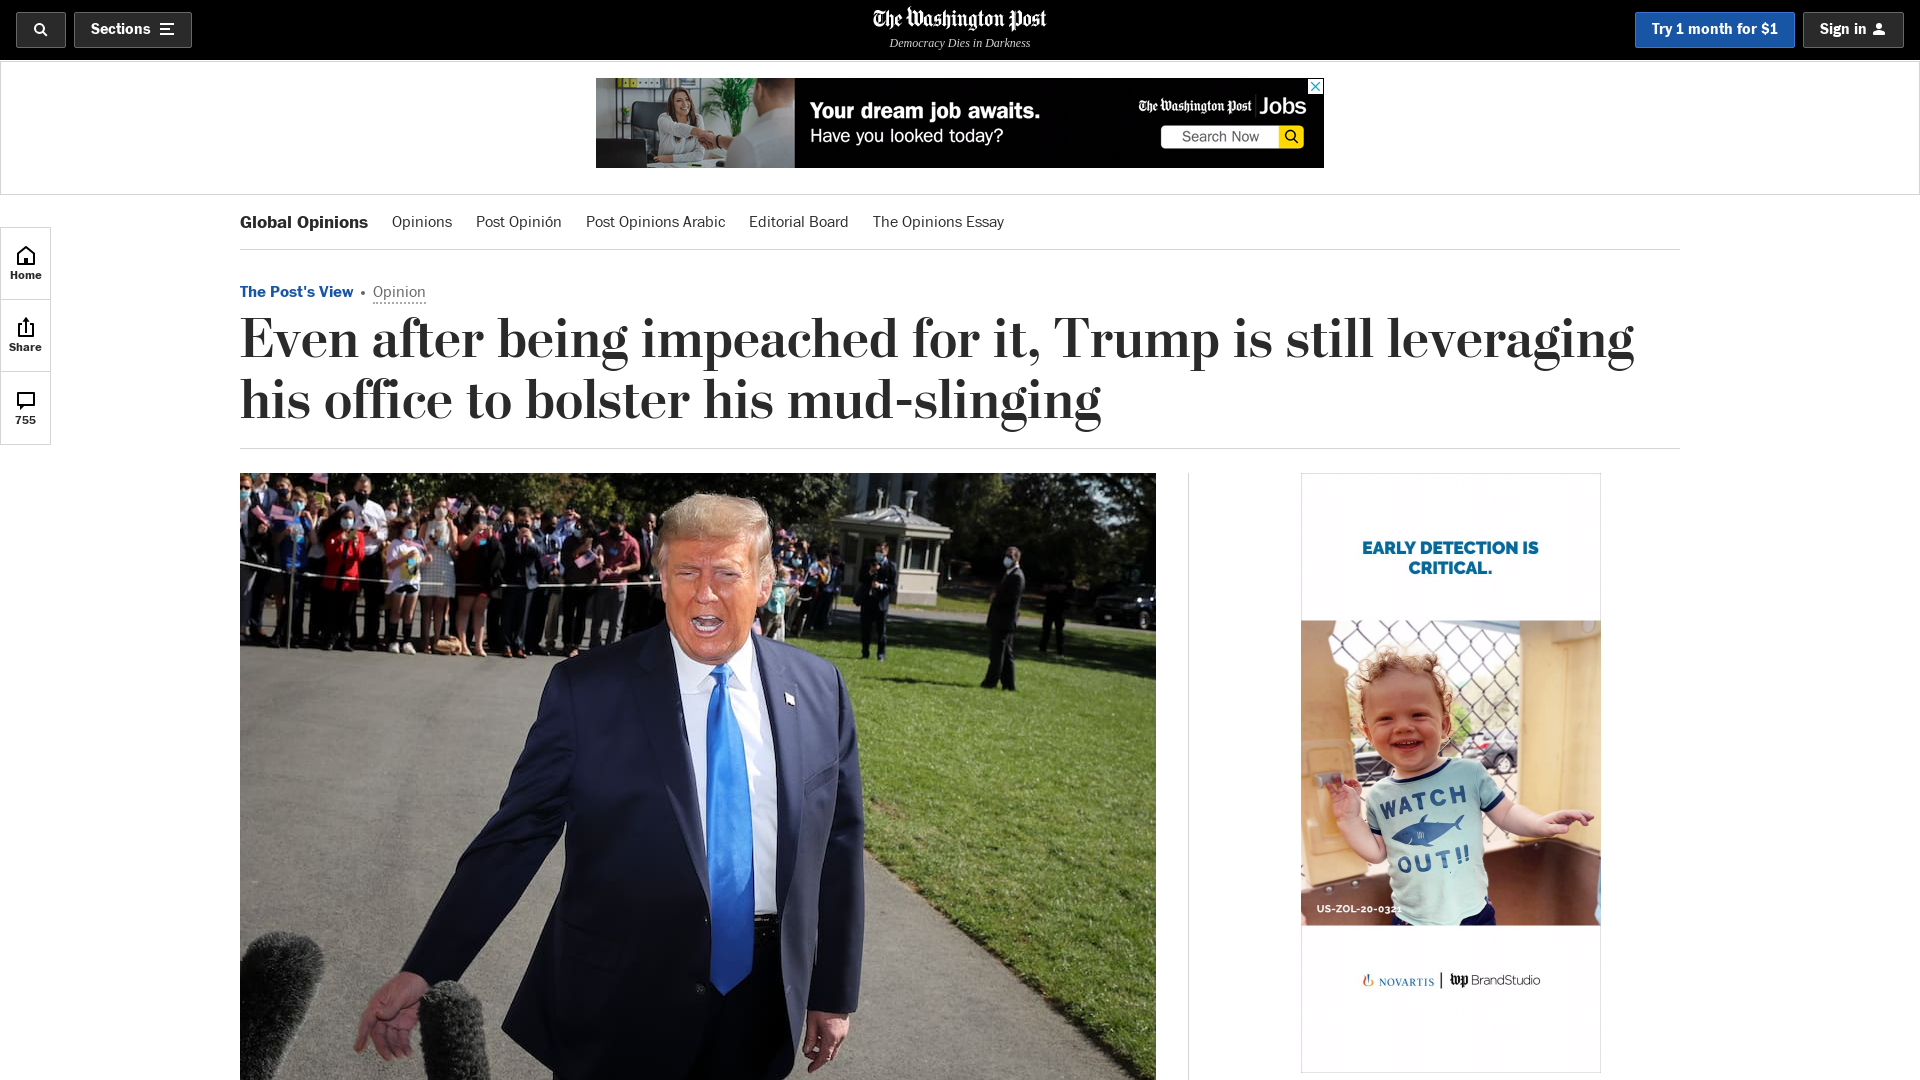 Sections
The Washington Post
Democracy Dies in Darkness
Try 1 month for $1
Sign in
Your dream job awaits.
Have you looked today?
The Washington Post Jobs
Search Now
Global Opinions
Opinions
Post Opinión
Post Opinions Arabic
Editorial Board
The Opinions Essay
Home
Share
755
The Post's View • Opinion
Even after being impeached for it, Trump is still leveraging
his office to bolster his mud-slinging
EARLY DETECTION IS
CRITICAL.
WATCH
OUT!!
US-ZOL-20-0321
NOVARTIS | wp BrandStudio